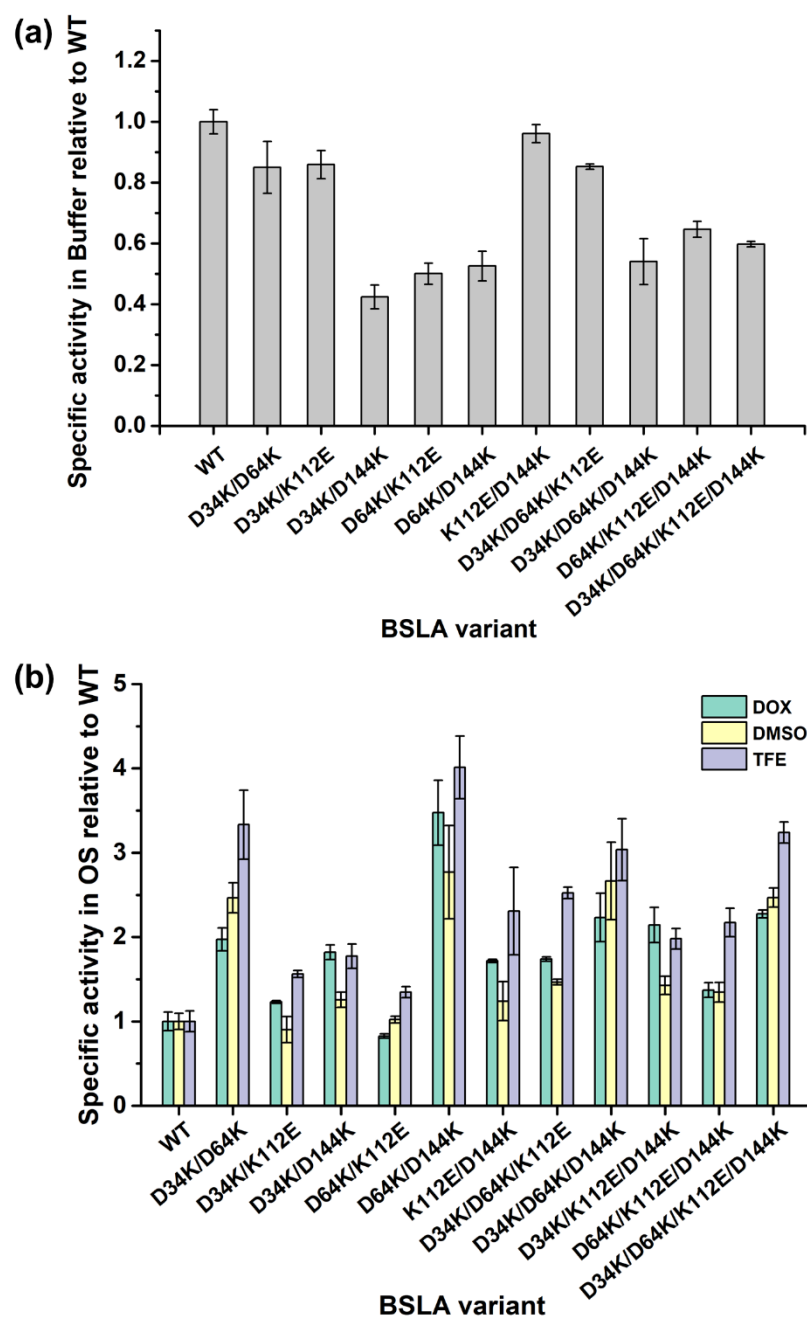 (a)
Specific activity in Buffer relative to WT
1.2
1.0
0.8
0.6
0.4
0.2
0.0
WT
D34K/D64K
D34K/K112E
D34K/D144K
D64K/K112E
D64K/D144K
K112E/D144K
D34K/D64K/K112E
D34K/D64K/D144K
D64K/K112E/D144K
D34K/D64K/K112E/D144K
BSLA variant
(b)
Specific activity in OS relative to WT
5
4
3
2
1
0
DOX
DMSO
TFE
WT
D34K/D64K
D34K/K112E
D34K/D144K
D64K/K112E
D64K/D144K
K112E/D144K
D34K/D64K/K112E
D34K/D64K/D144K
D34K/K112E/D144K
D64K/K112E/D144K
D34K/D64K/K112E/D144K
BSLA variant